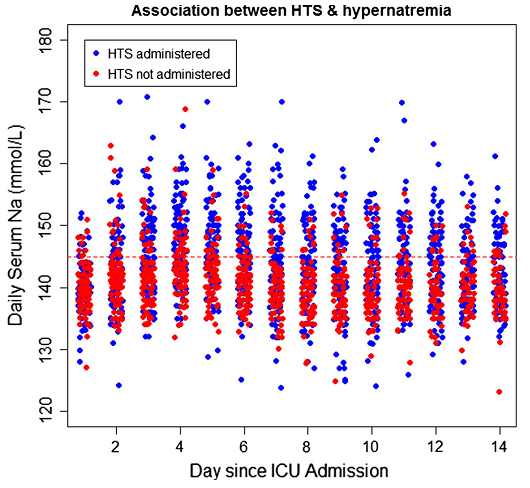 Association between HTS & hypernatremia
HTS administered
HTS not administered
Daily Serum Na (mmol/L)
180
170
160
150
140
130
120
2 4 6 8 10 12 14
Day since ICU Admission